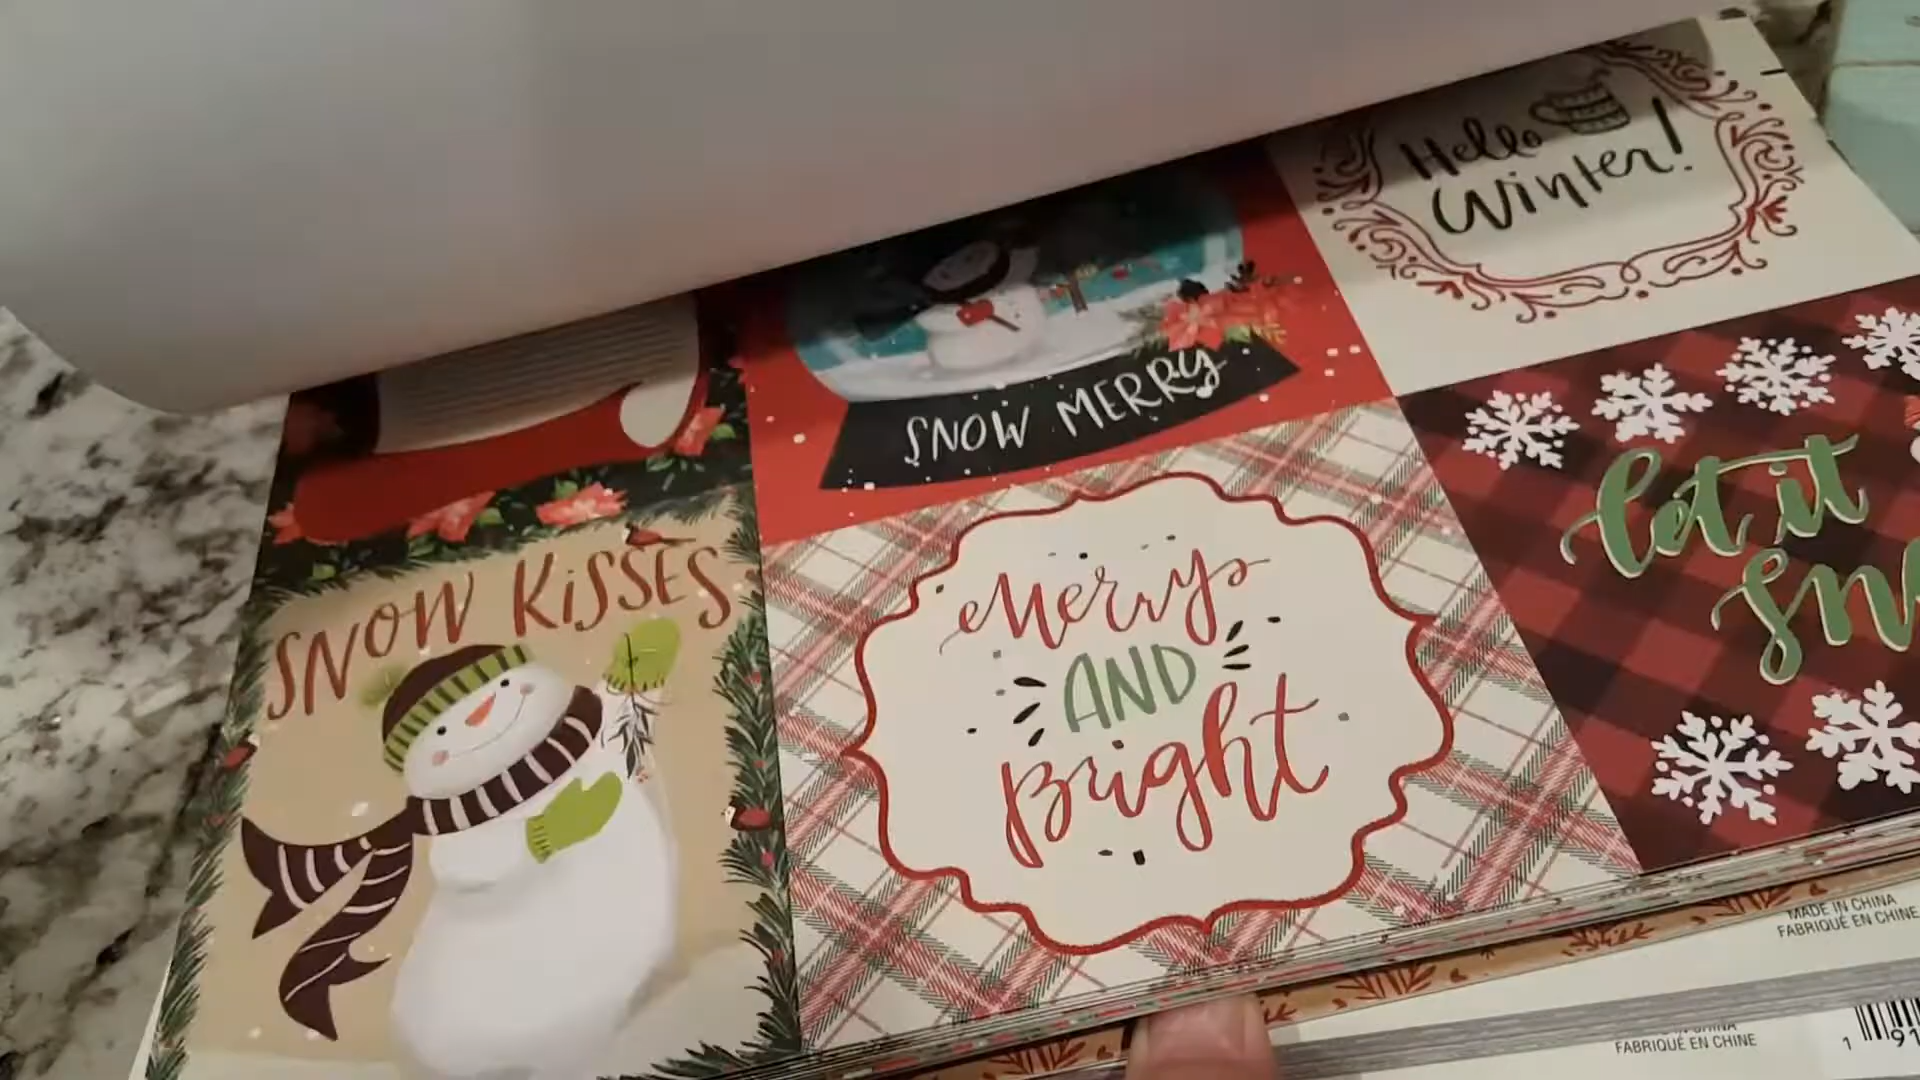 Hello
Winter!
SNOW MERRY
SNOW KiSSES
Merry
AND
Bright
let it
MADE IN CHINA
FABRIQUÉ EN CHINE
FABRIQUÉ EN CHINE
1